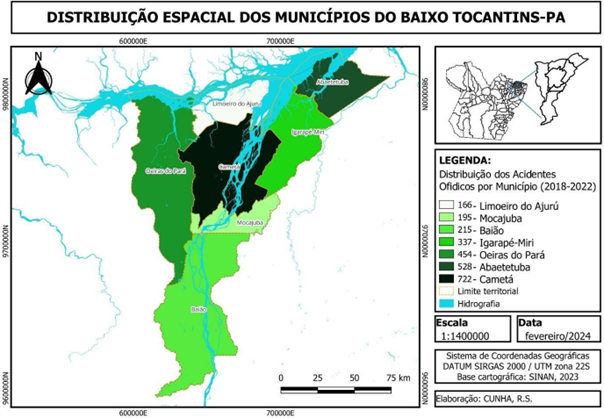 DISTRIBUIÇÃO ESPACIAL DOS MUNICÍPIOS DO BAIXO TOCANTINS-PA
600000E 700000E
N
9800000N 9800000N
Abaetetuba
Limoeiro do Ajurú
Igarapé-Miri
Oeiras do Pará
Cametá
Mocajuba
9700000N 9700000N
Baião
9600000N 9600000N
0 25 50 75 km
600000E 700000E
LEGENDA:
Distribuição dos Acidentes
Ofídicos por Município (2018-2022)
166- Limoeiro do Ajurú
195- Mocajuba
215- Baião
337- Igarapé-Miri
454- Oeiras do Pará
528- Abaetetuba
722- Cametá
Limite territorial
Hidrografia
Escala
1:1400000
Data
fevereiro/2024
Sistema de Coordenadas Geográficas
DATUM SIRGAS 2000 / UTM zona 22S
Base cartográfica: SINAN, 2023
Elaboração: CUNHA, R.S.